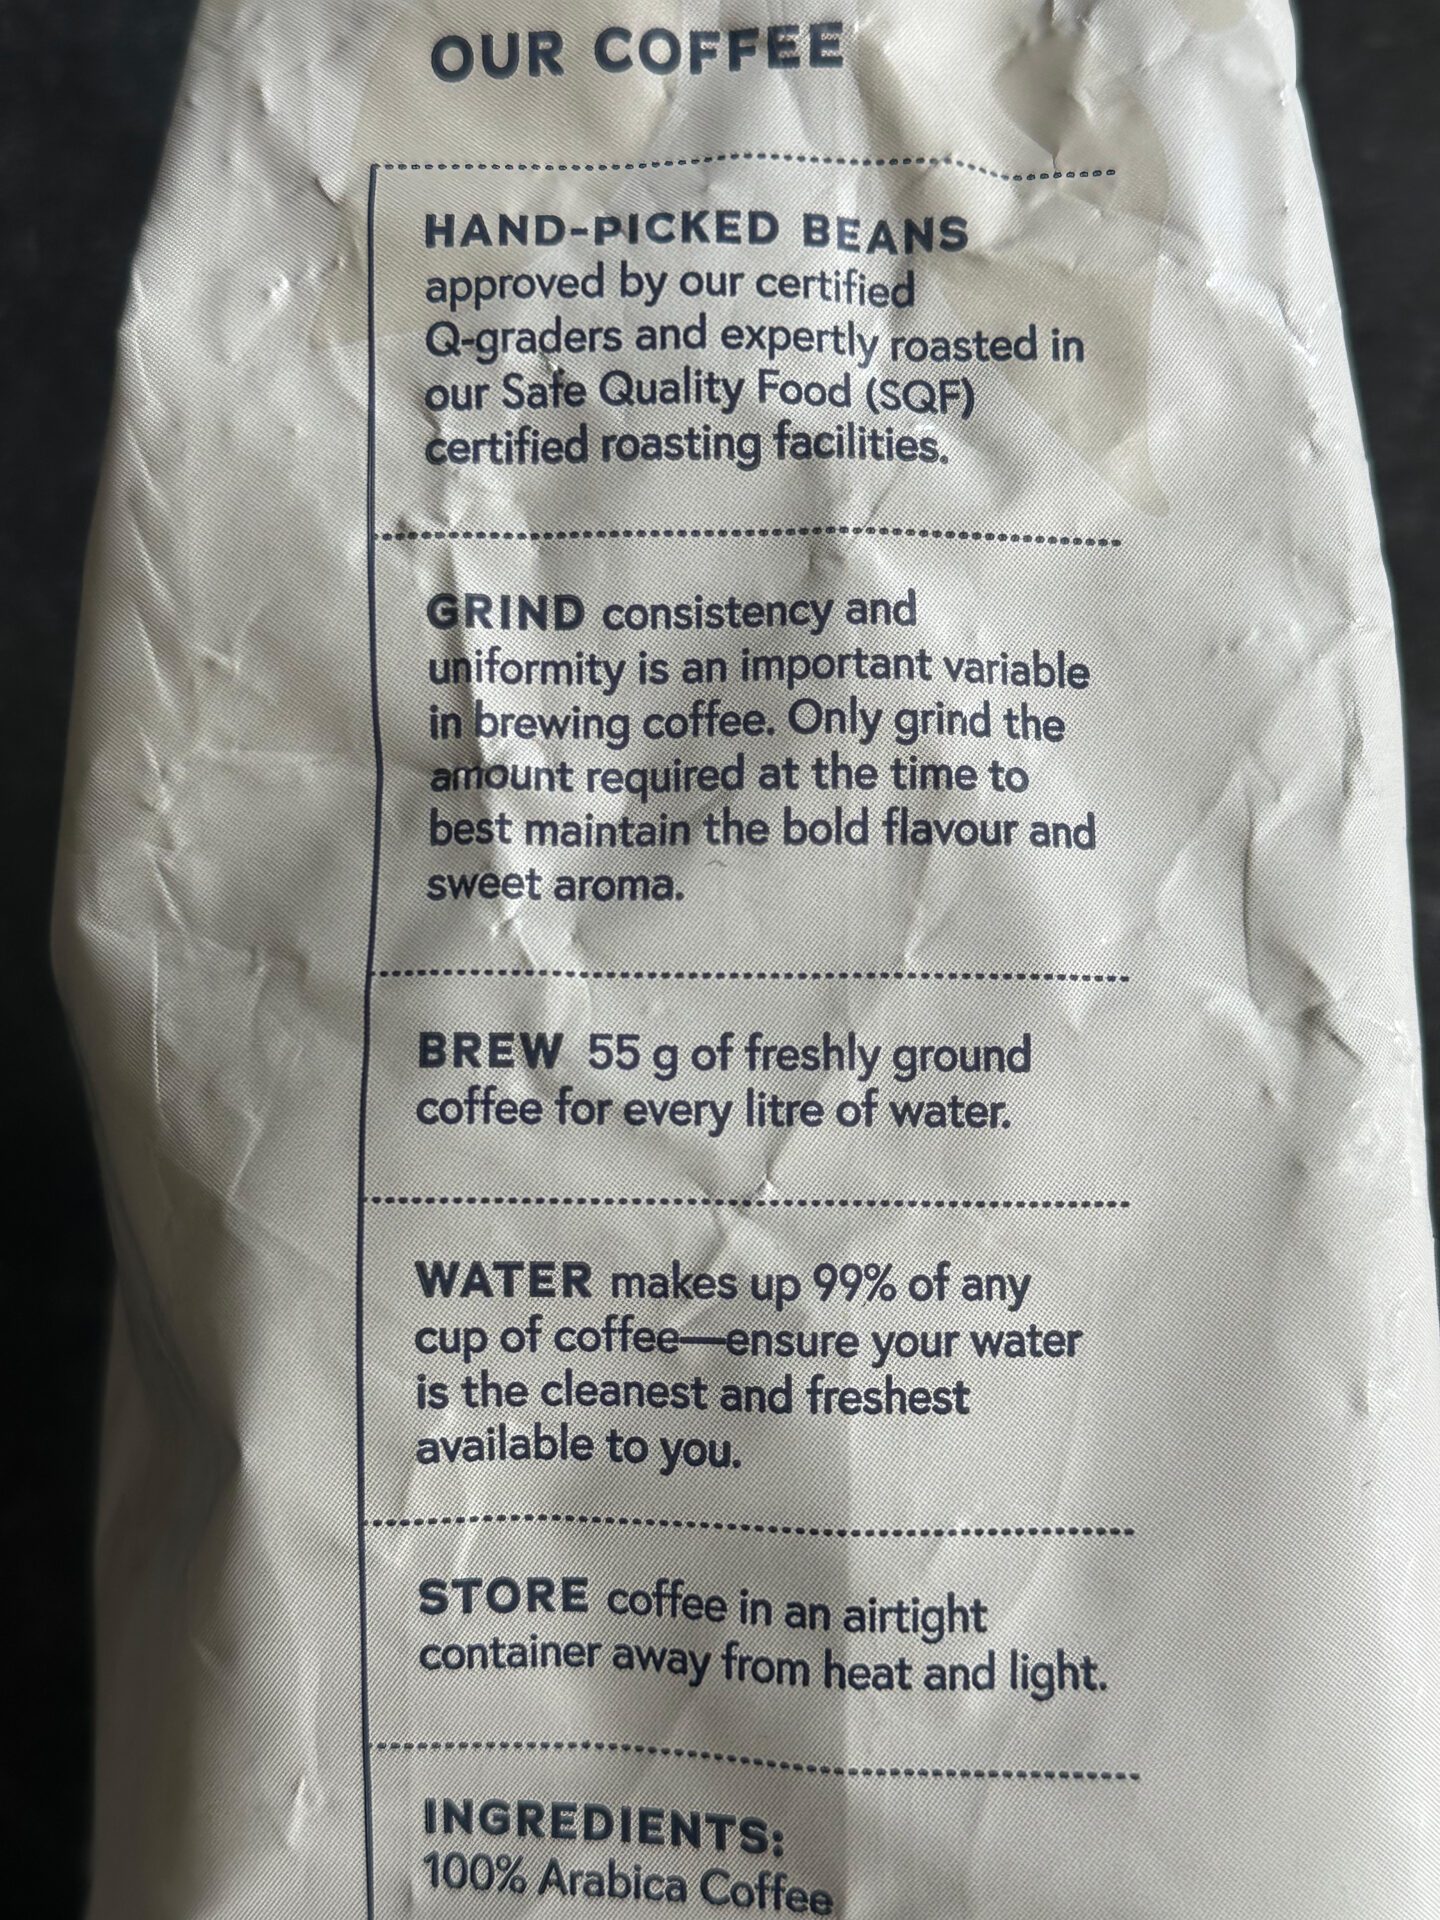 OUR COFFEE
HAND-PICKED BEANS
approved by our certified
Q-graders and expertly roasted in
our Safe Quality Food (SQF)
certified roasting facilities.
GRIND consistency and
uniformity is an important variable
in brewing coffee. Only grind the
amount required at the time to
best maintain the bold flavour and
sweet aroma.
BREW 55 g of freshly ground
coffee for every litre of water.
WATER makes up 99% of any
cup of coffee—ensure your water
is the cleanest and freshest
available to you.
STORE coffee in an airtight
container away from heat and light.
INGREDIENTS:
100% Arabica Coffee